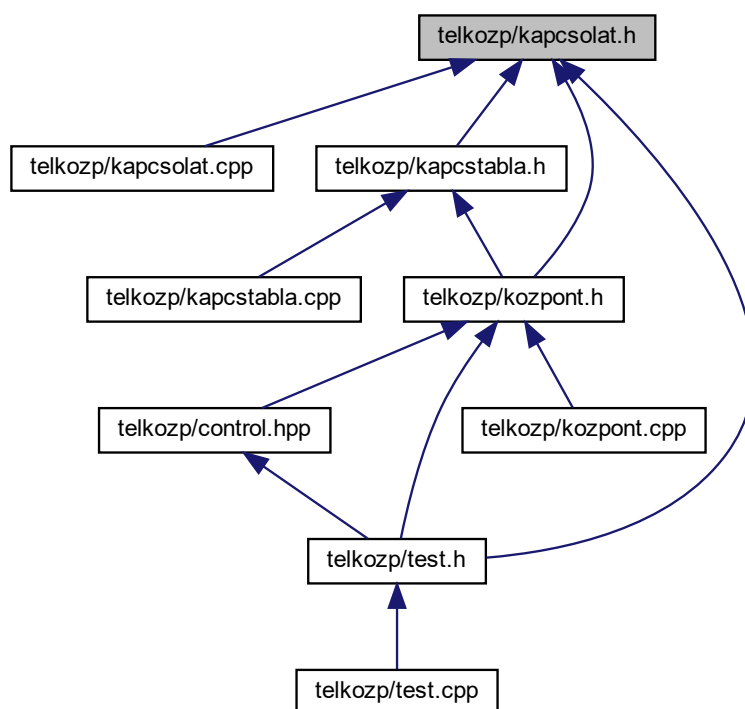 telkozp/kapcsolat.h
telkozp/kapcsolat.cpp
telkozp/kapcstabla.h
telkozp/kapcstabla.cpp
telkozp/kozpont.h
telkozp/control.hpp
telkozp/kozpont.cpp
telkozp/test.h
telkozp/test.cpp